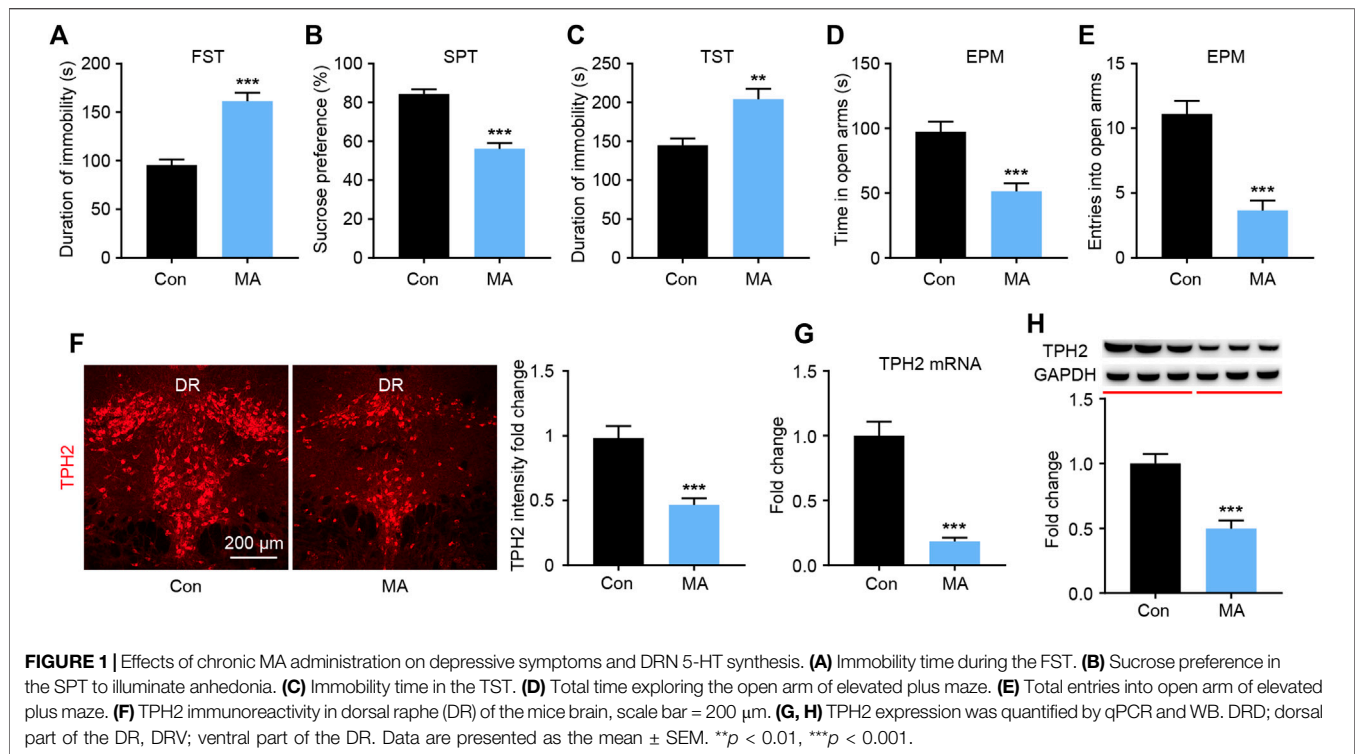 A
FST
Duration of immobility (s)
200
150
100
50
0
***
Con
MA
B
SPT
Sucrose preference (%)
100
80
60
40
20
0
***
Con
MA
C
TST
Duration of immobility (s)
250
200
150
100
50
0
**
Con
MA
D
EPM
Time in open arms (s)
150
100
50
0
***
Con
MA
E
EPM
Entries into open arms
15
10
5
0
***
Con
MA
F
TPH2
DR
200 μm
Con
DR
MA
TPH2 intensity fold change
1.5
1
0.5
0
***
Con
MA
G
TPH2 mRNA
Fold change
1.5
1.0
0.5
0.0
***
Con
MA
H
TPH2
GAPDH
Fold change
1.5
1.0
0.5
0.0
***
Con
MA
FIGURE 1 | Effects of chronic MA administration on depressive symptoms and DRN 5-HT synthesis. (A) Immobility time during the FST. (B) Sucrose preference in
the SPT to illuminate anhedonia. (C) Immobility time in the TST. (D) Total time exploring the open arm of elevated plus maze. (E) Total entries into open arm of elevated
plus maze. (F) TPH2 immunoreactivity in dorsal raphe (DR) of the mice brain, scale bar = 200 μm. (G, H) TPH2 expression was quantified by qPCR and WB. DRD; dorsal
part of the DR, DRV; ventral part of the DR. Data are presented as the mean ± SEM. **p < 0.01, ***p < 0.001.